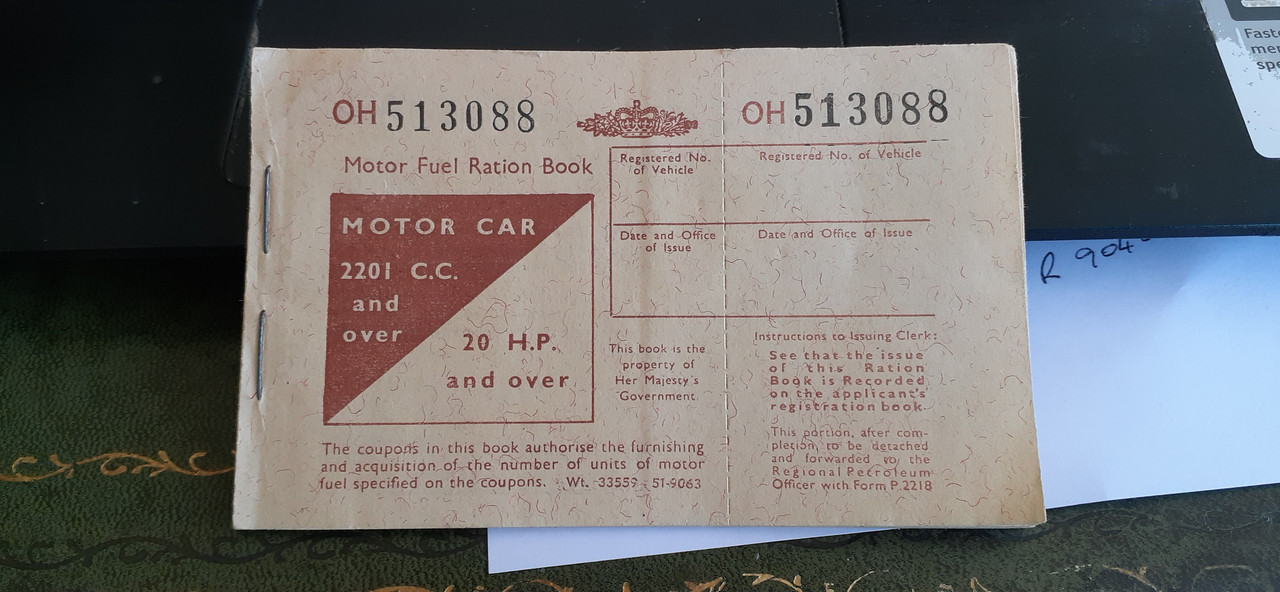 OH 513088
Motor Fuel Ration Book
MOTOR CAR
2201 C.C.
and
over
20 H.P.
and over
The coupons in this book authorise the furnishing
and acquisition of the number of units of motor
fuel specified on the coupons. Wt. 33559 - 51-9063
Registered No.
of Vehicle
Date and Office
of Issue
This book is the
property of
Her Majesty's
Government
OH 513088
Registered No. of Vehicle
Date and Office of Issue
Instructions to Issuing Clerk:
See that the issue
of this Ration
Book is Recorded
on the applicant's
registration book.
This portion, after com-
pletion, to be detached
and forwarded to the
Regional Petroleum
Officer with Form P.2218
R 904